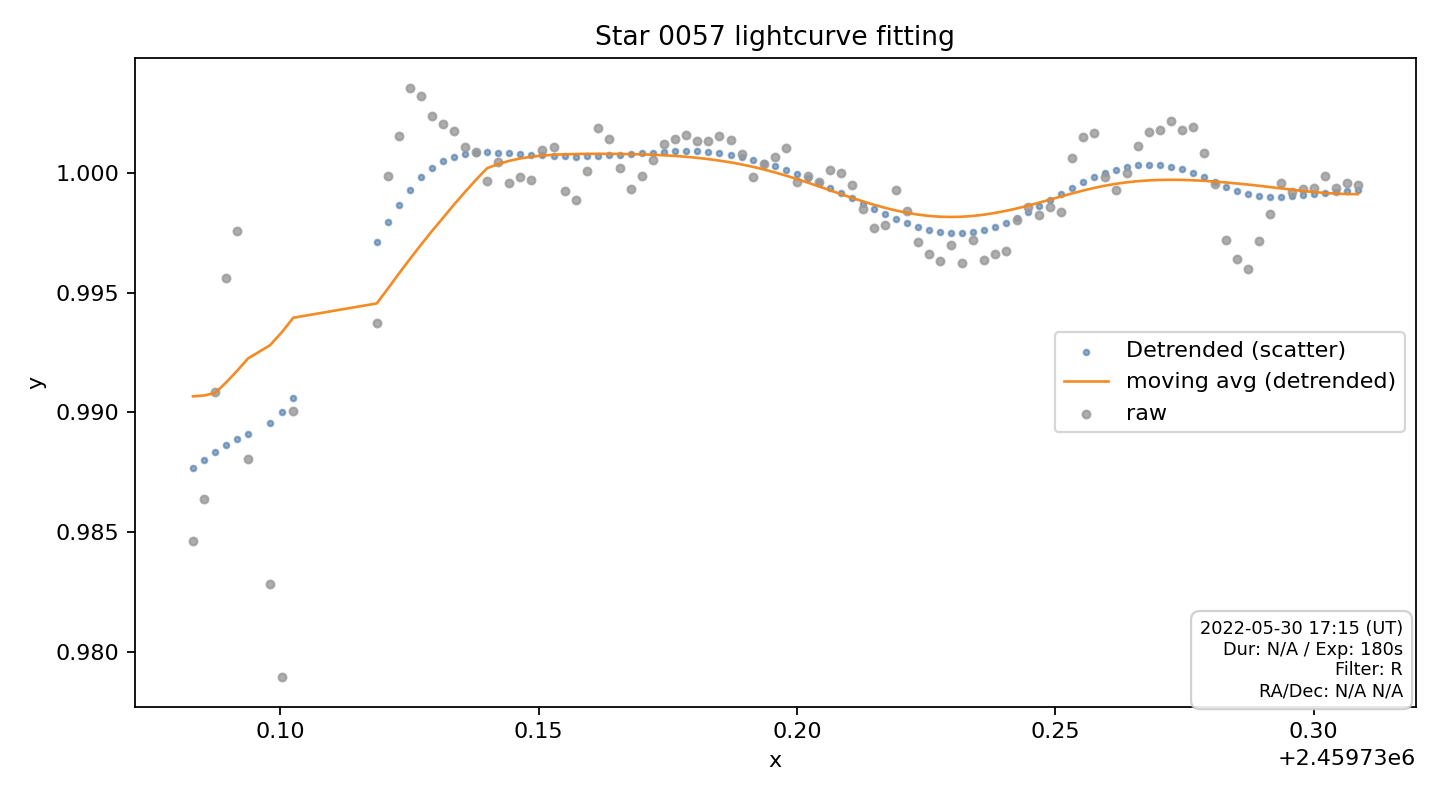 Star 0057 lightcurve fitting
y
1.000
0.995
0.990
0.985
0.980
Detrended (scatter)
moving avg (detrended)
raw
2022-05-30 17:15 (UT)
Dur: N/A / Exp: 180s
Filter: R
RA/Dec: N/A N/A
0.10 0.15 0.20 0.25 0.30
x
+2.45973e6